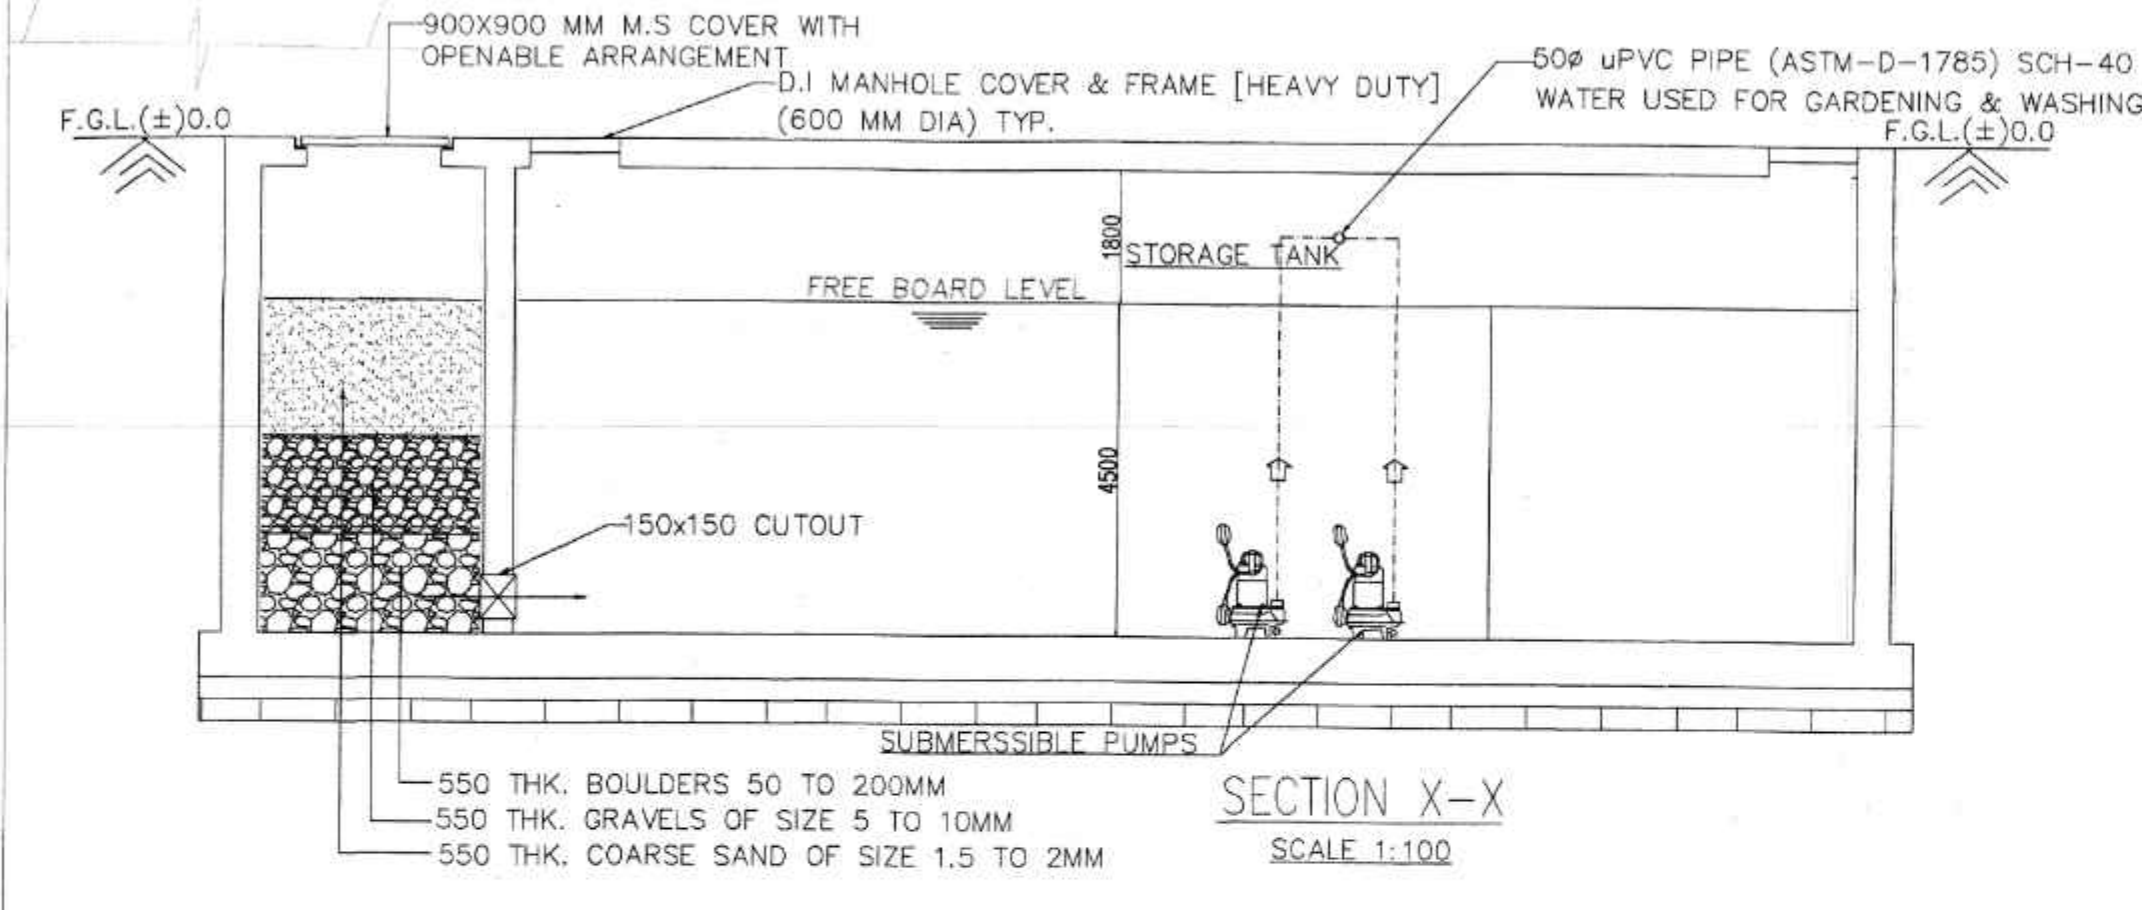 900X900 MM M.S COVER WITH
OPENABLE ARRANGEMENT
D.I MANHOLE COVER & FRAME [HEAVY DUTY]
(600 MM DIA) TYP.
50ø uPVC PIPE (ASTM-D-1785) SCH-40
WATER USED FOR GARDENING & WASHING
F.G.L.(±)0.0
F.G.L.(±)0.0
1800
STORAGE TANK
FREE BOARD LEVEL
4500
150x150 CUTOUT
SUBMERSSIBLE PUMPS
550 THK. BOULDERS 50 TO 200MM
550 THK. GRAVELS OF SIZE 5 TO 10MM
550 THK. COARSE SAND OF SIZE 1.5 TO 2MM
SECTION X-X
SCALE 1:100